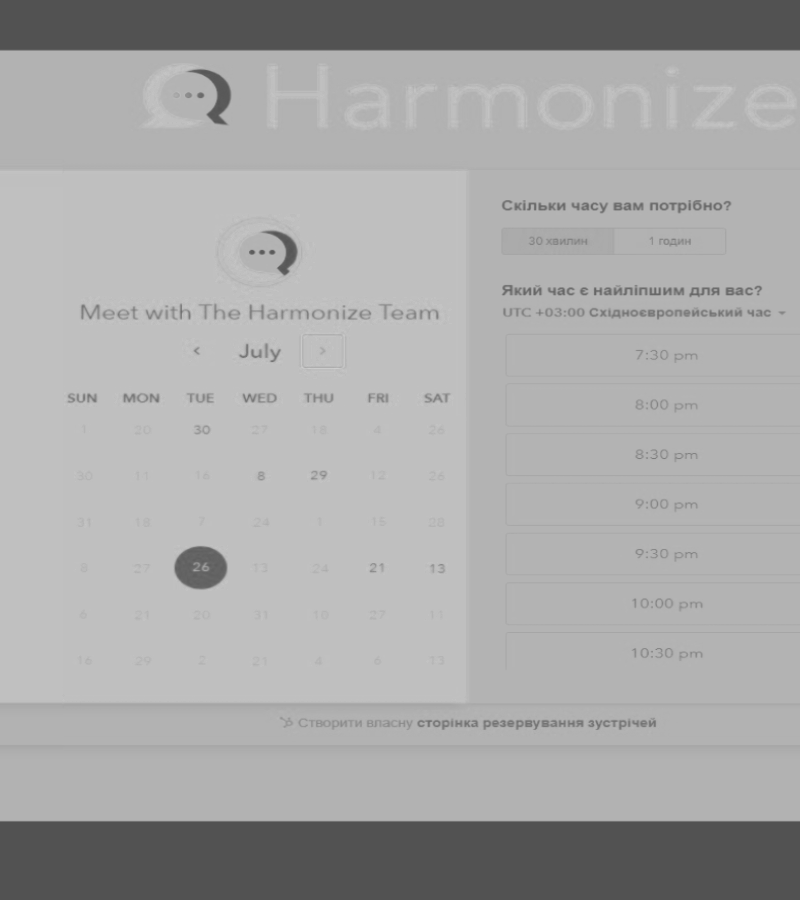 Harmonize
Meet with The Harmonize Team
July
SUN MON TUE WED THU FRI SAT
1 20 30 27 18 4 26
30 11 16 8 29 12 26
31 18 7 24 1 15 28
8 27 26 13 24 21 13
6 21 20 31 10 27 11
16 29 2 21 4 6 13
Скільки часу вам потрібно?
30 хвилин 1 годин
Який час є найліпшим для вас?
UTC +03:00 Східноєвропейський час
7:30 pm
8:00 pm
8:30 pm
9:00 pm
9:30 pm
10:00 pm
10:30 pm
Створити власну сторінка резервування зустрічей